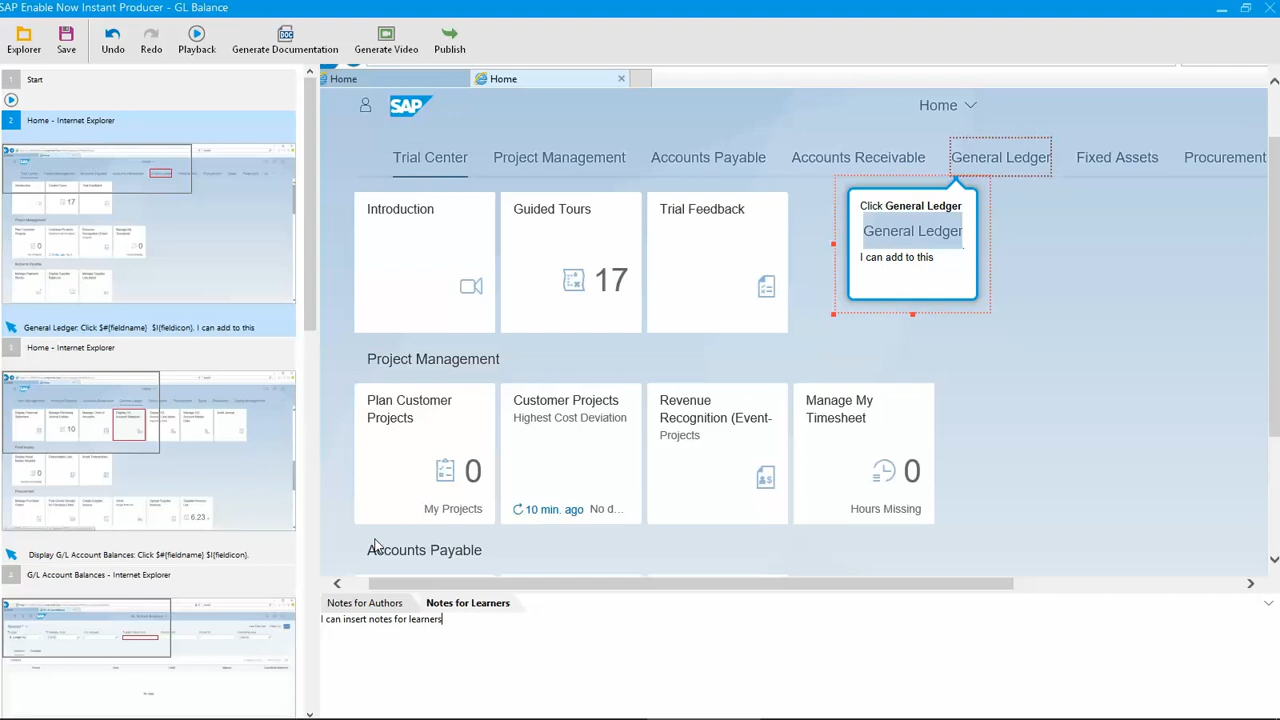 SAP Enable Now Instant Producer - GL Balance
Explorer
Save
Undo
Redo
Playback
Generate Documentation
Generate Video
Publish
1 Start
2 Home - Internet Explorer
General Ledger: Click $#{fieldname} $I{fieldicon}. I can add to this
3 Home - Internet Explorer
Display G/L Account Balances: Click $#{fieldname} $I{fieldicon}.
4 G/L Account Balances - Internet Explorer
Home
Home
SAP
Home
Trial Center
Project Management
Accounts Payable
Accounts Receivable
General Ledger
Fixed Assets
Procurement
Introduction
Guided Tours
17
Trial Feedback
Click General Ledger
General Ledger
I can add to this
Project Management
Plan Customer
Projects
0
My Projects
Customer Projects
Highest Cost Deviation
10 min. ago No d...
Revenue
Recognition (Event-
Projects
Manage My
Timesheet
0
Hours Missing
Accounts Payable
Notes for Authors
Notes for Learners
I can insert notes for learners